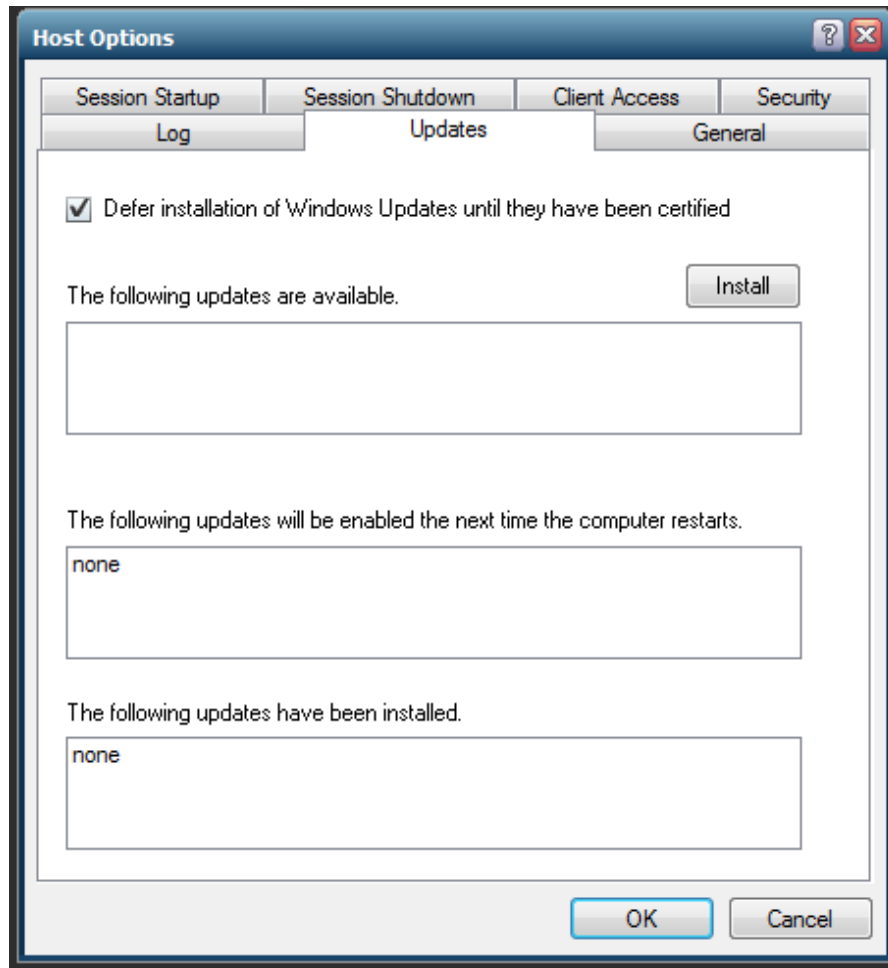 Host Options
Session Startup Session Shutdown Client Access Security
Log Updates General
Defer installation of Windows Updates until they have been certified
Install
The following updates are available.
The following updates will be enabled the next time the computer restarts.
none
The following updates have been installed.
none
OK Cancel